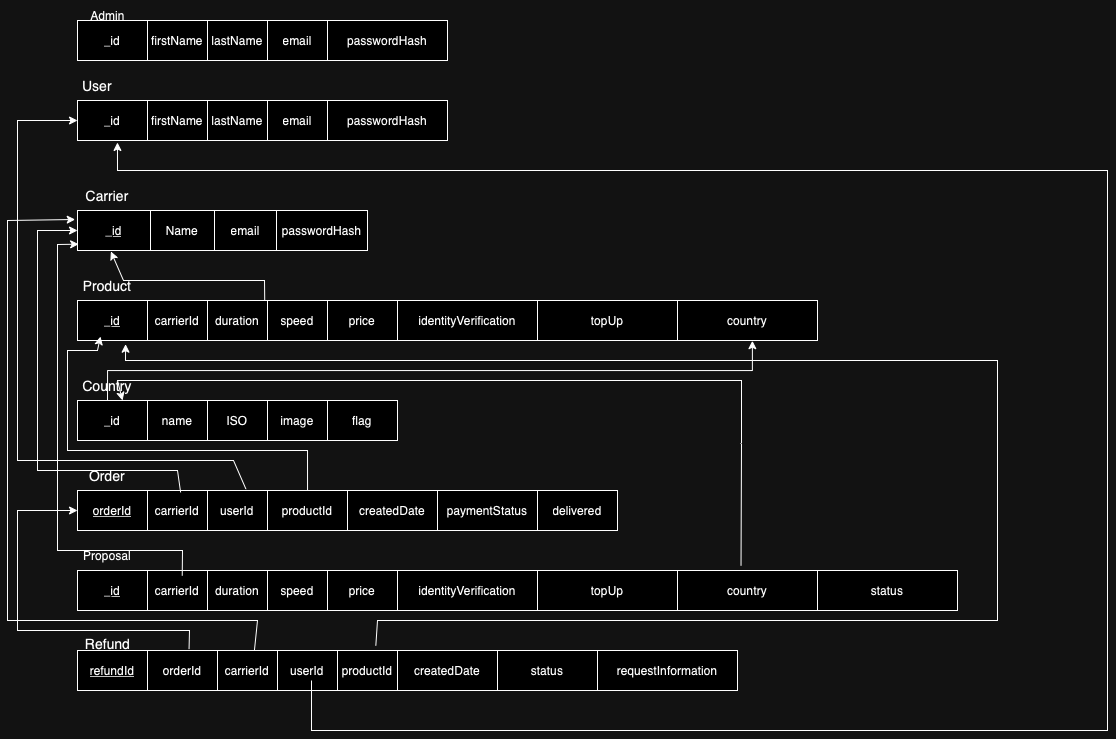 Admin
_id firstName lastName email passwordHash
User
_id firstName lastName email passwordHash
Carrier
_id Name email passwordHash
Product
_id carrierId duration speed price identityVerification topUp country
Country
_id name ISO image flag
Order
orderId carrierId userId productId createdDate paymentStatus delivered
Proposal
_id carrierId duration speed price identityVerification topUp country status
Refund
refundId orderId carrierId userId productId createdDate status requestInformation